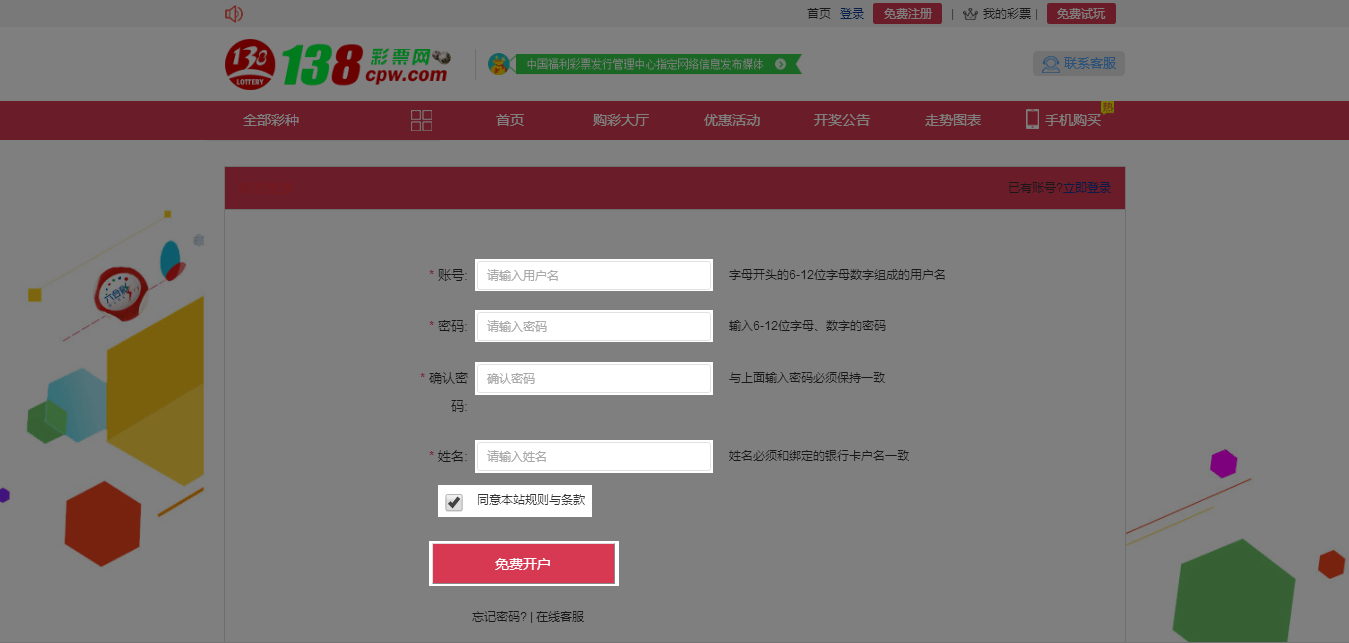 首页 登录 免费注册 | 我的彩票 | 免费试玩
138 LOTTERY 138 彩票网 cpw.com
中国福利彩票发行管理中心指定网络信息发布媒体
联系客服
全部彩种 首页 购彩大厅 优惠活动 开奖公告 走势图表 手机购买 热
已有账号?立即登录
* 账号: 请输入用户名 字母开头的6-12位字母数字组成的用户名
* 密码: 请输入密码 输入6-12位字母、数字的密码
* 确认密 确认密码 与上面输入密码必须保持一致
码:
* 姓名: 请输入姓名 姓名必须和绑定的银行卡户名一致
同意本站规则与条款
免费开户
忘记密码? | 在线客服